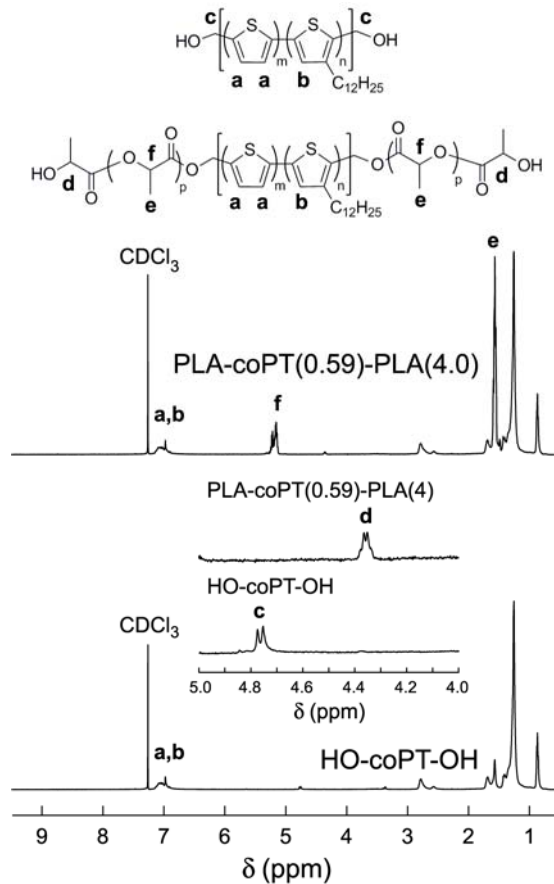 c c
HO S S OH
m n
a a b C12H25
f O O f
HO O O S S O O OH
d O p m n O p O d
e a a b C12H25 e
e
CDCl3
PLA-coPT(0.59)-PLA(4.0)
a,b f
PLA-coPT(0.59)-PLA(4)
d
HO-coPT-OH
c
CDCl3
5.0 4.8 4.6 4.4 4.2 4.0
δ (ppm)
a,b HO-coPT-OH
9 8 7 6 5 4 3 2 1
δ (ppm)